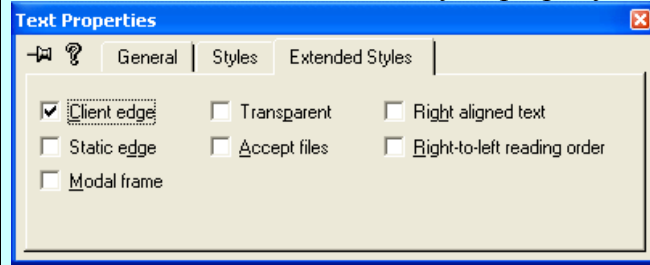 Text Properties
General Styles Extended Styles
Client edge Transparent Right aligned text
Static edge Accept files Right-to-left reading order
Modal frame